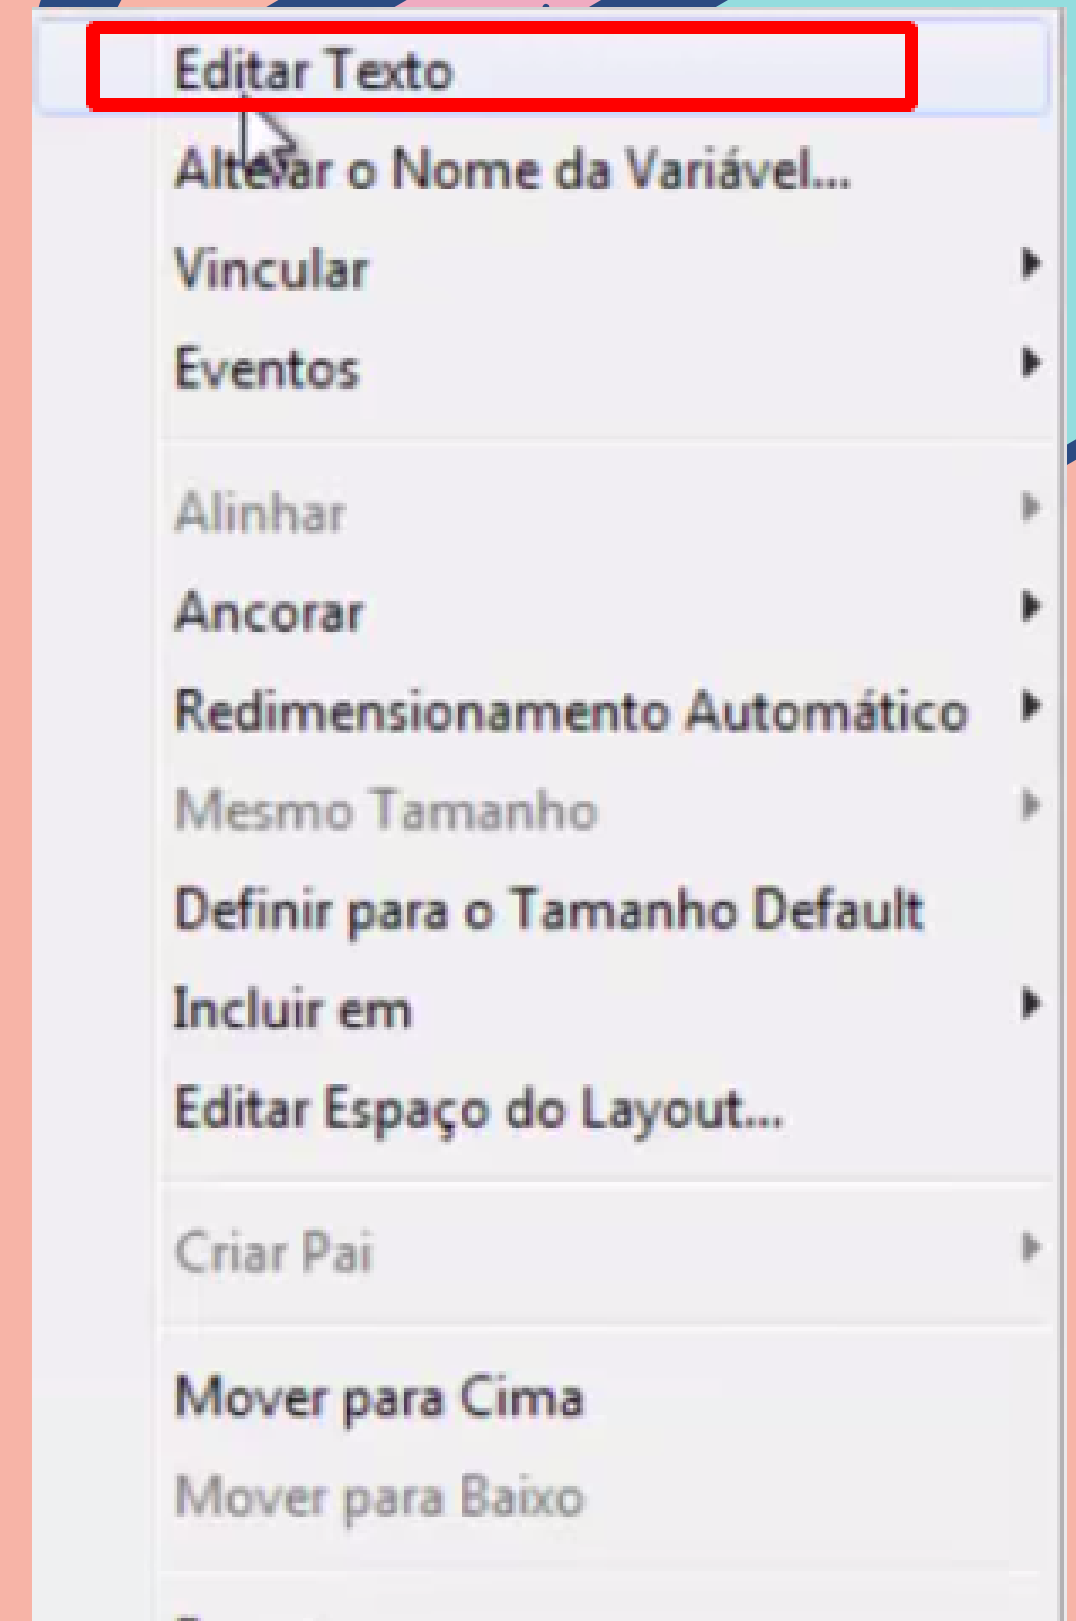 Editar Texto
Alterar o Nome da Variável...
Vincular
Eventos
Alinhar
Ancorar
Redimensionamento Automático
Mesmo Tamanho
Definir para o Tamanho Default
Incluir em
Editar Espaço do Layout...
Criar Pai
Mover para Cima
Mover para Baixo